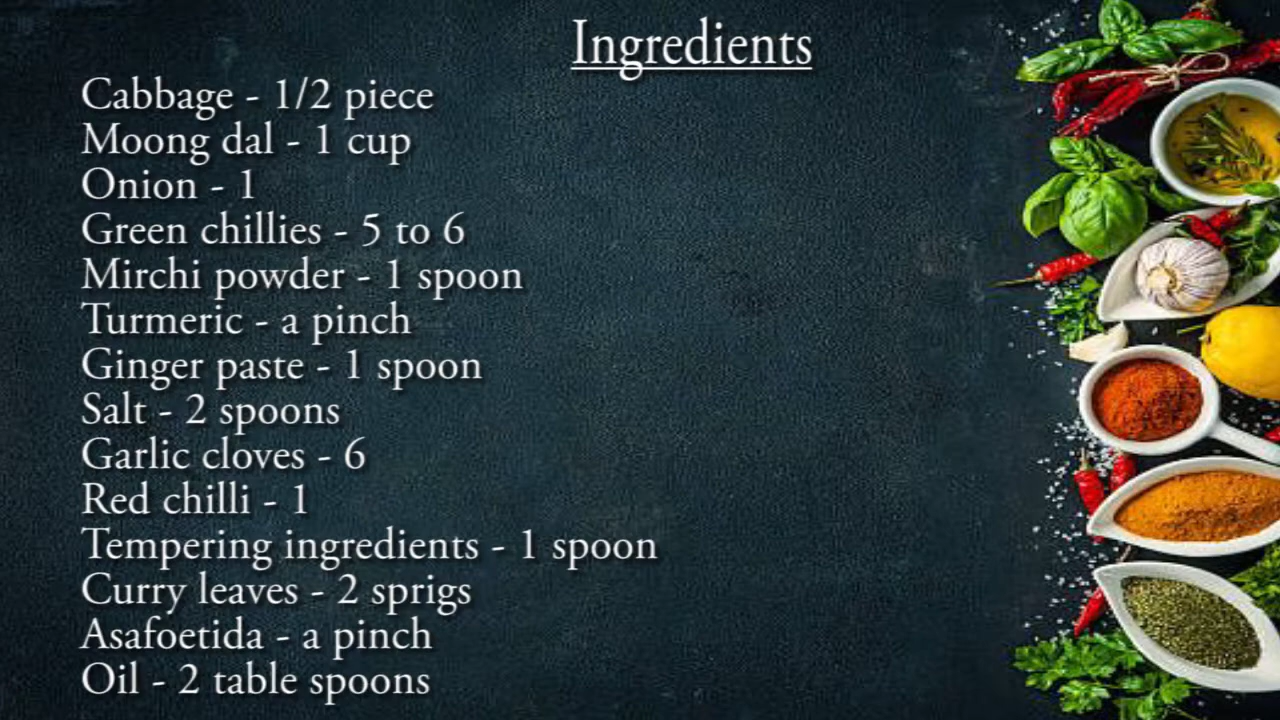 Ingredients
Cabbage - 1/2 piece
Moong dal - 1 cup
Onion - 1
Green chillies - 5 to 6
Mirchi powder - 1 spoon
Turmeric - a pinch
Ginger paste - 1 spoon
Salt - 2 spoons
Garlic cloves - 6
Red chilli - 1
Tempering ingredients - 1 spoon
Curry leaves - 2 sprigs
Asafoetida - a pinch
Oil - 2 table spoons